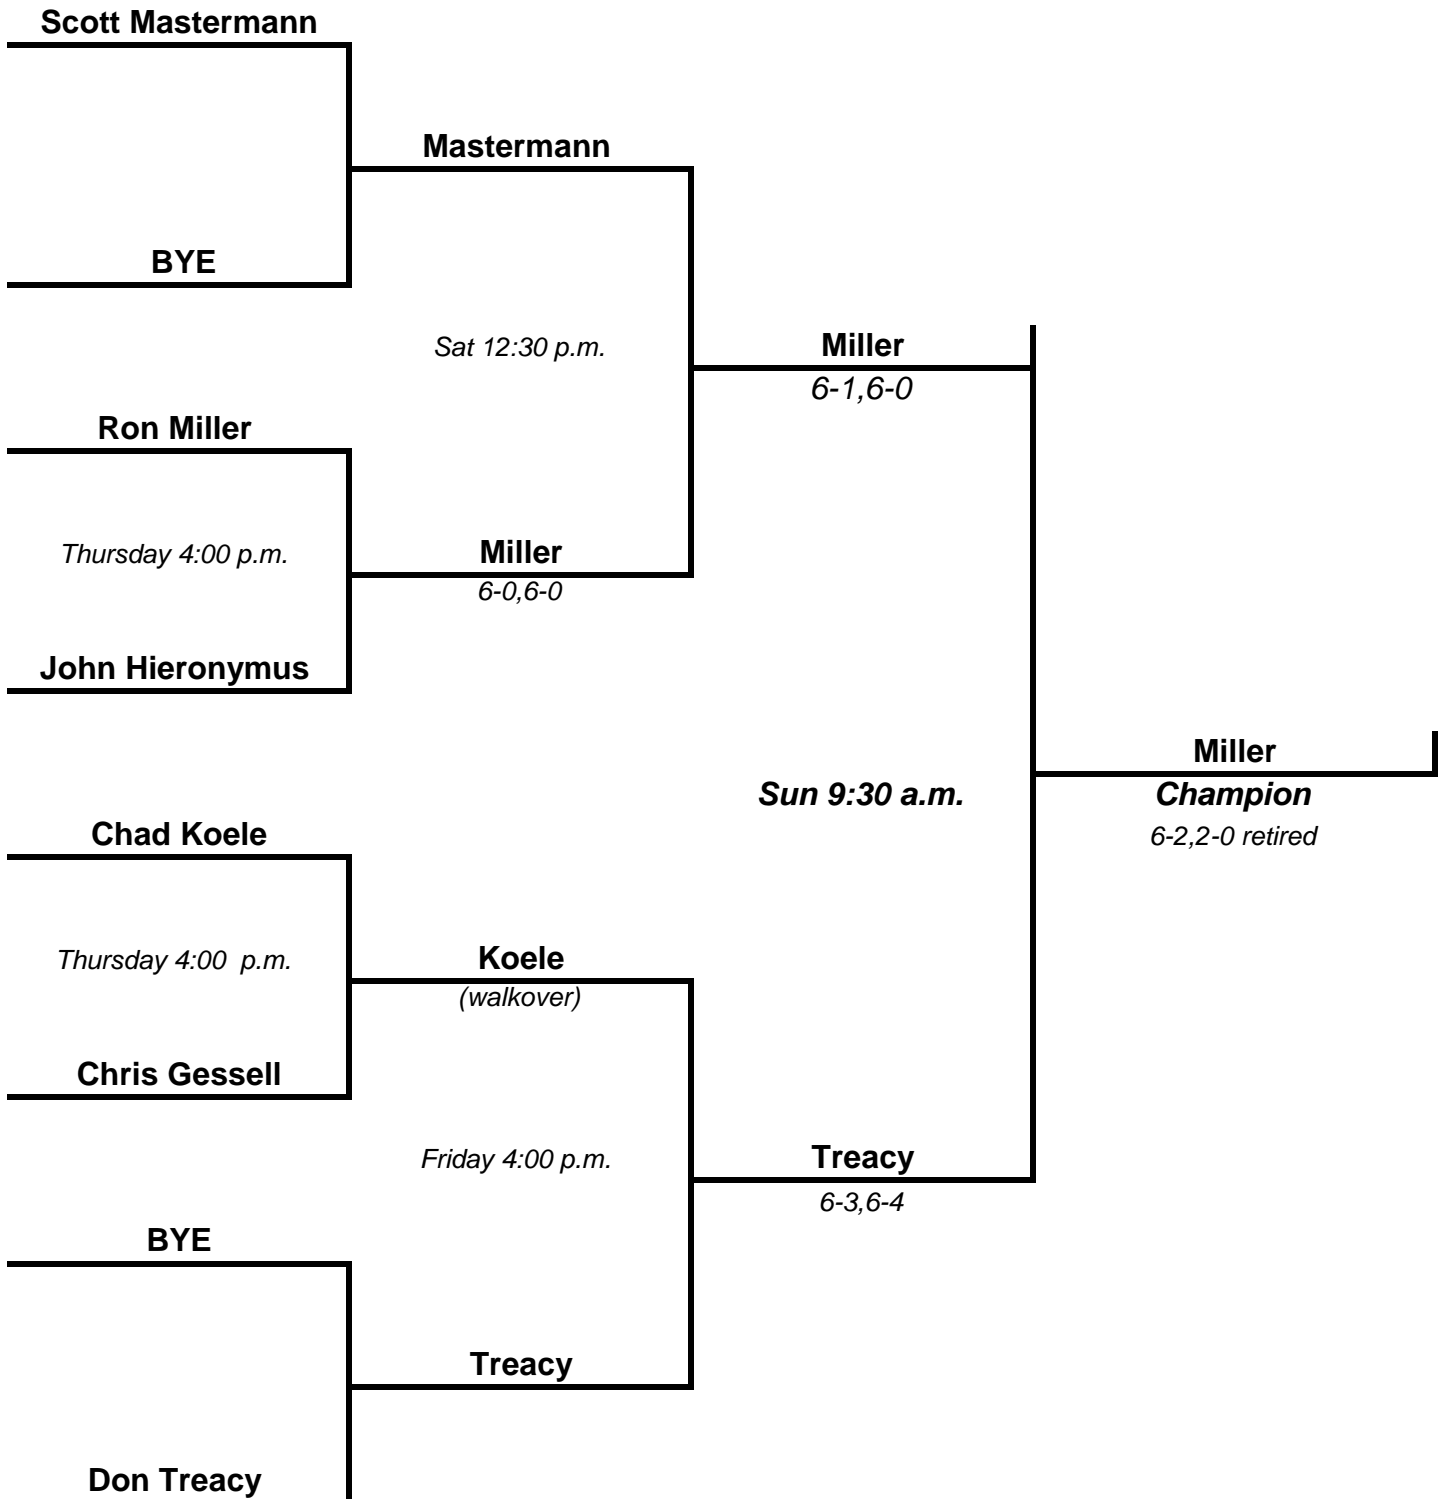 Scott Mastermann
Mastermann
BYE
Sat 12:30 p.m.
Miller
6-1,6-0
Ron Miller
Thursday 4:00 p.m.
Miller
6-0,6-0
John Hieronymus
Miller
Sun 9:30 a.m.
Champion
6-2,2-0 retired
Chad Koele
Thursday 4:00  p.m.
Koele
(walkover)
Chris Gessell
Friday 4:00 p.m.
Treacy
6-3,6-4
BYE
Treacy
Don Treacy